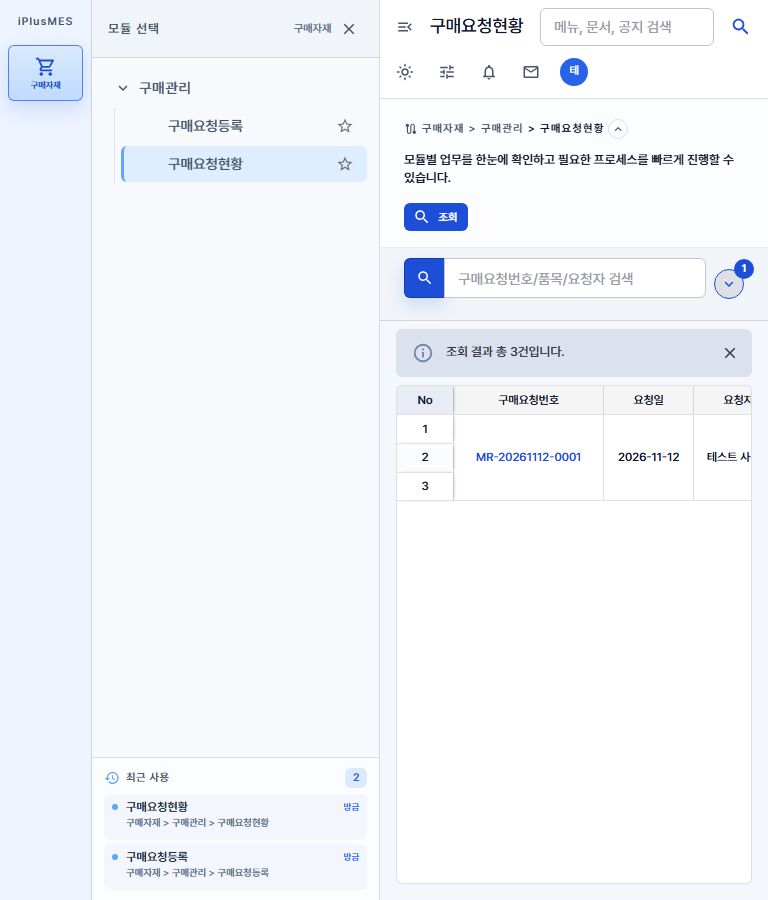 iPlusMES
구매자재
모듈 선택
구매자재
구매관리
구매요청등록
구매요청현황
최근 사용
2
구매요청현황
방금
구매자재 > 구매관리 > 구매요청현황
구매요청등록
방금
구매자재 > 구매관리 > 구매요청등록
구매요청현황
메뉴, 문서, 공지 검색
테
구매자재 > 구매관리 > 구매요청현황
모듈별 업무를 한눈에 확인하고 필요한 프로세스를 빠르게 진행할 수
있습니다.
조회
구매요청번호/품목/요청자 검색
1
조회 결과 총 3건입니다.
No 구매요청번호 요청일 요청자
1
2 MR-20261112-0001 2026-11-12 테스트 사
3